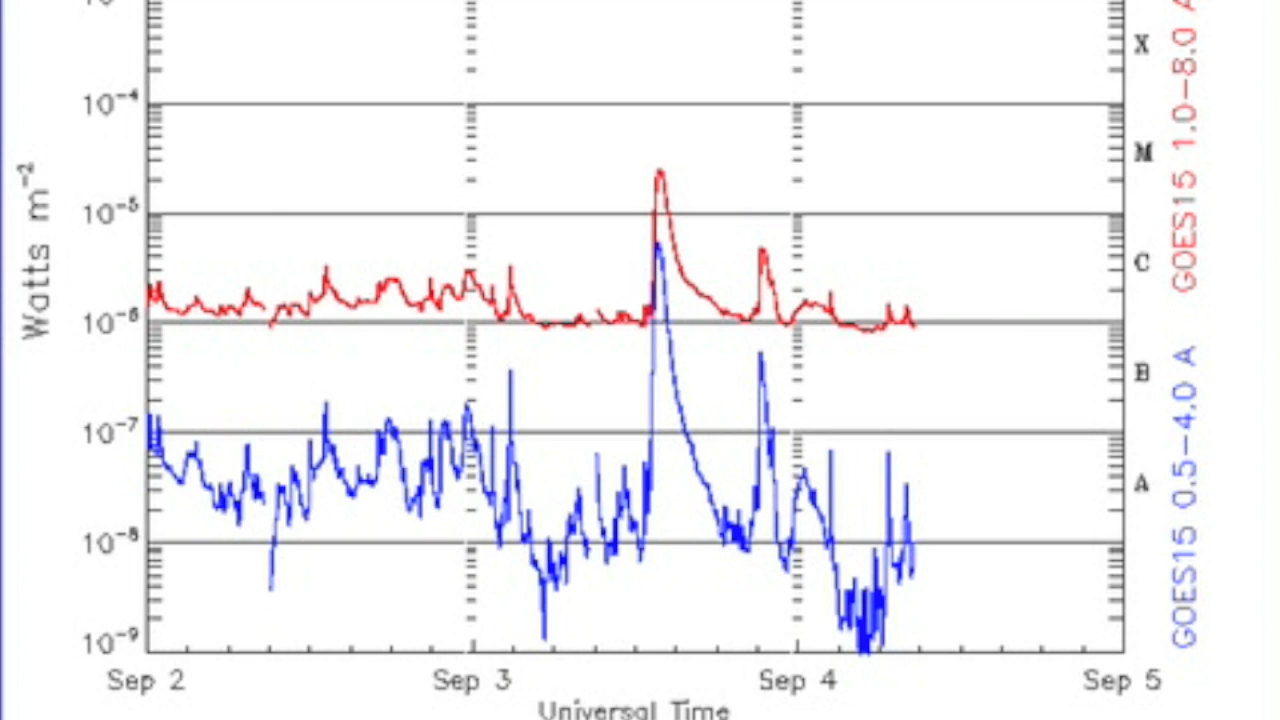 X
10⁻⁴
M
10⁻⁵
C
10⁻⁶
B
10⁻⁷
A
10⁻⁸
10⁻⁹
Watts m⁻²
GOES15 1.0-8.0 A
GOES15 0.5-4.0 A
Sep 2 Sep 3 Sep 4 Sep 5
Universal Time